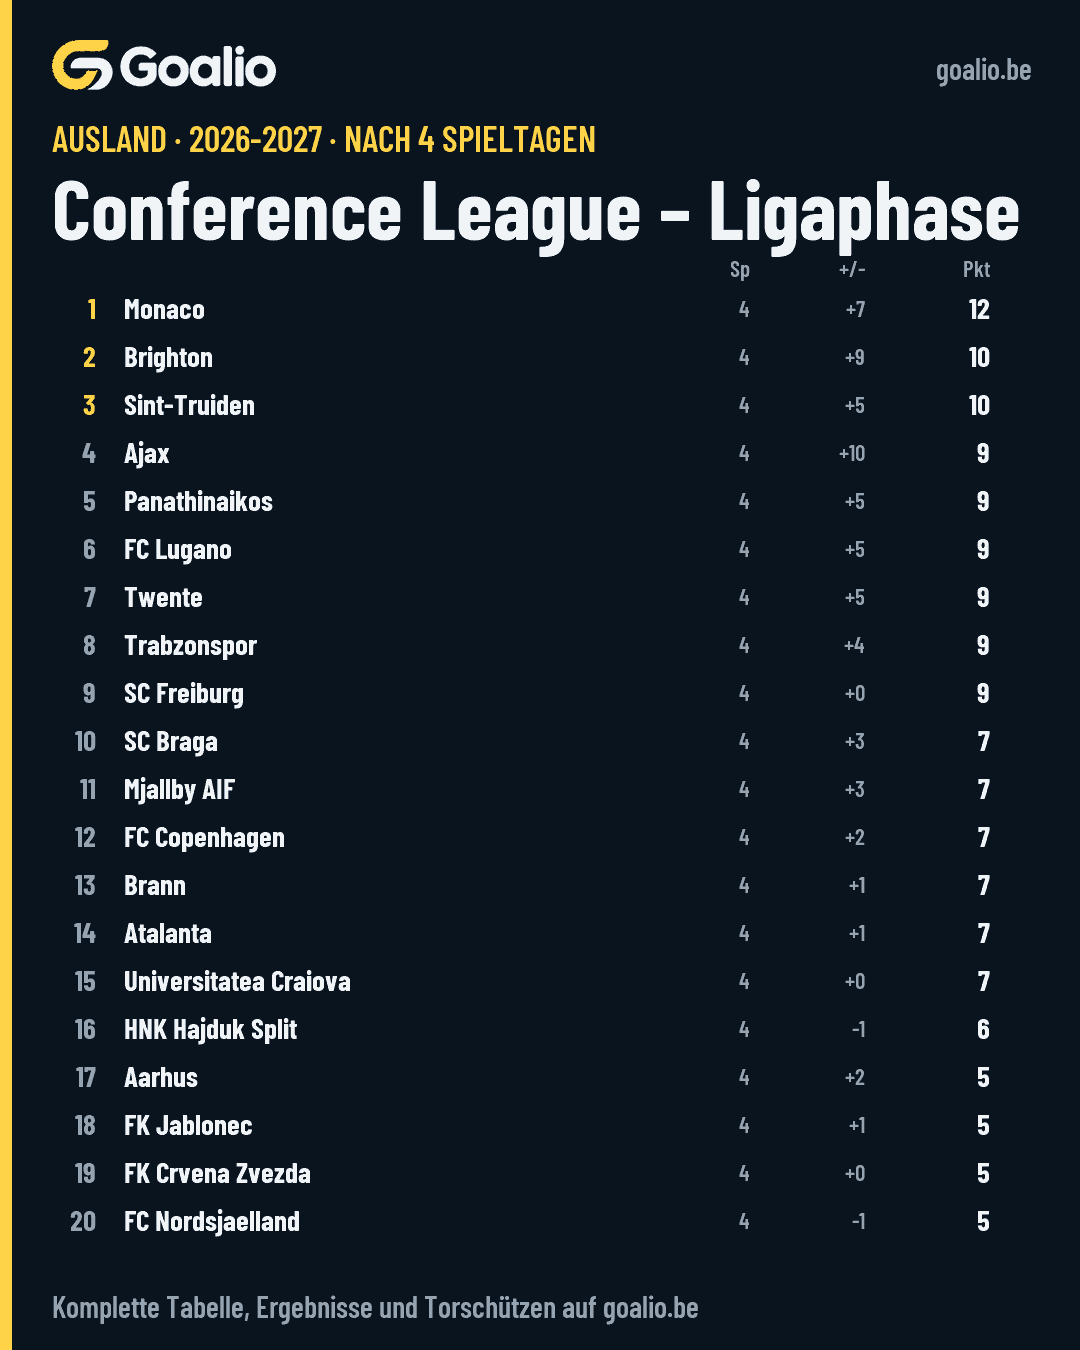 Goalio goalio.be
AUSLAND · 2026-2027 · NACH 4 SPIELTAGEN
Conference League – Ligaphase
Sp +/- Pkt
1 Monaco 4 +7 12
2 Brighton 4 +9 10
3 Sint-Truiden 4 +5 10
4 Ajax 4 +10 9
5 Panathinaikos 4 +5 9
6 FC Lugano 4 +5 9
7 Twente 4 +5 9
8 Trabzonspor 4 +4 9
9 SC Freiburg 4 +0 9
10 SC Braga 4 +3 7
11 Mjallby AIF 4 +3 7
12 FC Copenhagen 4 +2 7
13 Brann 4 +1 7
14 Atalanta 4 +1 7
15 Universitatea Craiova 4 +0 7
16 HNK Hajduk Split 4 -1 6
17 Aarhus 4 +2 5
18 FK Jablonec 4 +1 5
19 FK Crvena Zvezda 4 +0 5
20 FC Nordsjaelland 4 -1 5
Komplette Tabelle, Ergebnisse und Torschützen auf goalio.be